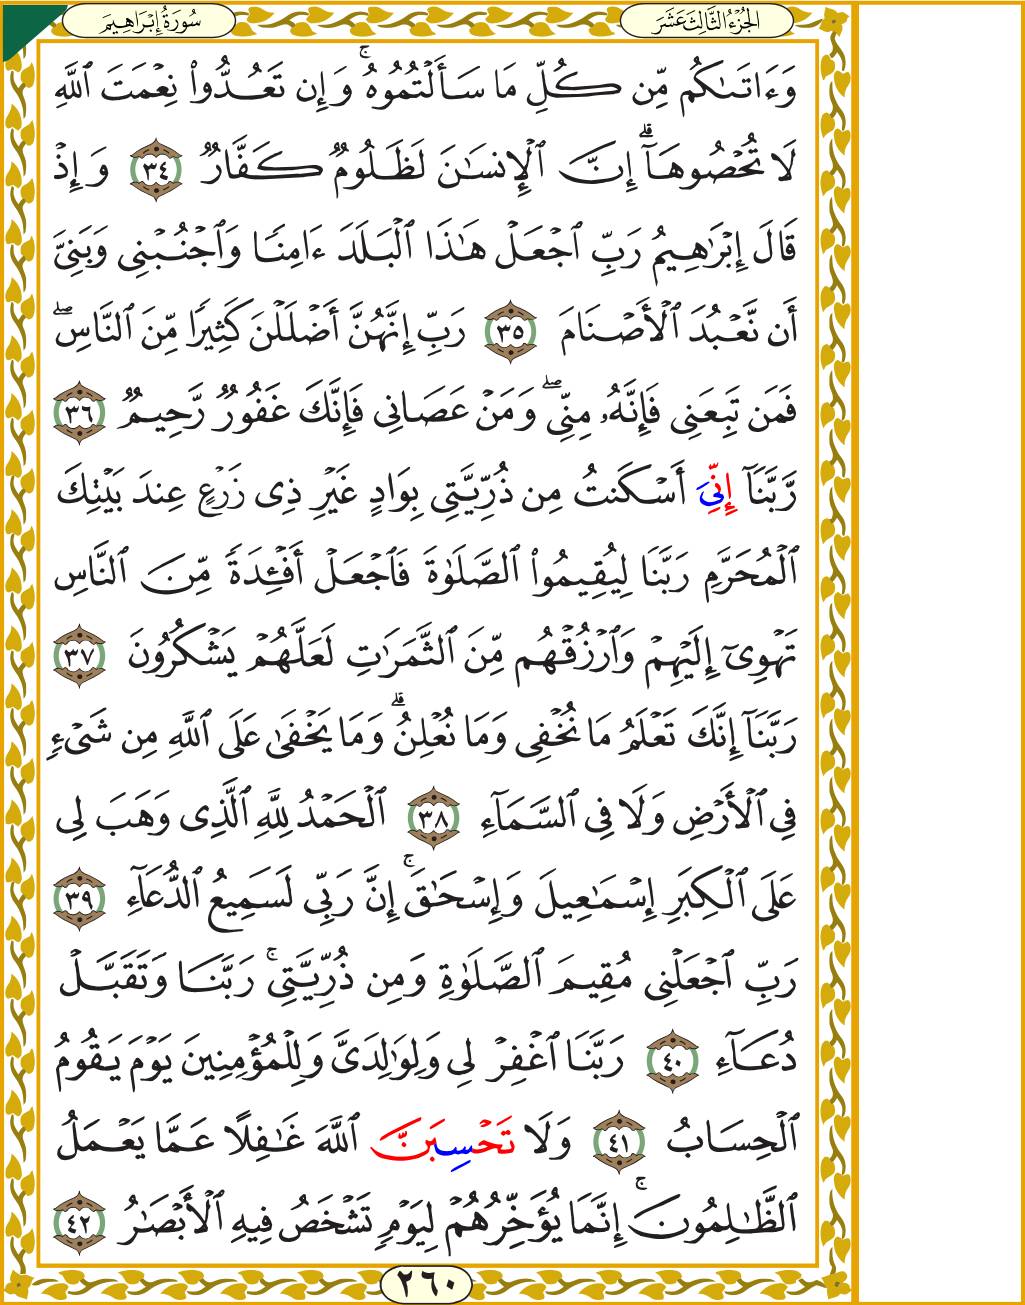 الجُزْءُ الثَّالِثَ عَشَرَ
سُورَةُ إِبْرَاهِيمَ
وَءَاتَىٰكُم مِّن كُلِّ مَا سَأَلْتُمُوهُ ۚ وَإِن تَعُدُّوا۟ نِعْمَتَ ٱللَّهِ
لَا تُحْصُوهَآ ۗ إِنَّ ٱلْإِنسَـٰنَ لَظَلُومٌ كَفَّارٌ ٣٤ وَإِذْ
قَالَ إِبْرَٰهِيمُ رَبِّ ٱجْعَلْ هَـٰذَا ٱلْبَلَدَ ءَامِنًا وَٱجْنُبْنِى وَبَنِىَّ
أَن نَّعْبُدَ ٱلْأَصْنَامَ ٣٥ رَبِّ إِنَّهُنَّ أَضْلَلْنَ كَثِيرًا مِّنَ ٱلنَّاسِ ۖ
فَمَن تَبِعَنِى فَإِنَّهُۥ مِنِّى ۖ وَمَنْ عَصَانِى فَإِنَّكَ غَفُورٌ رَّحِيمٌ ٣٦
رَّبَّنَآ إِنِّىَ أَسْكَنتُ مِن ذُرِّيَّتِى بِوَادٍ غَيْرِ ذِى زَرْعٍ عِندَ بَيْتِكَ
ٱلْمُحَرَّمِ رَبَّنَا لِيُقِيمُوا۟ ٱلصَّلَوٰةَ فَٱجْعَلْ أَفْـِٔدَةً مِّنَ ٱلنَّاسِ
تَهْوِىٓ إِلَيْهِمْ وَٱرْزُقْهُم مِّنَ ٱلثَّمَرَٰتِ لَعَلَّهُمْ يَشْكُرُونَ ٣٧
رَبَّنَآ إِنَّكَ تَعْلَمُ مَا نُخْفِى وَمَا نُعْلِنُ ۗ وَمَا يَخْفَىٰ عَلَى ٱللَّهِ مِن شَىْءٍ
فِى ٱلْأَرْضِ وَلَا فِى ٱلسَّمَآءِ ٣٨ ٱلْحَمْدُ لِلَّهِ ٱلَّذِى وَهَبَ لِى
عَلَى ٱلْكِبَرِ إِسْمَـٰعِيلَ وَإِسْحَـٰقَ ۚ إِنَّ رَبِّى لَسَمِيعُ ٱلدُّعَآءِ ٣٩
رَبِّ ٱجْعَلْنِى مُقِيمَ ٱلصَّلَوٰةِ وَمِن ذُرِّيَّتِى ۚ رَبَّنَا وَتَقَبَّلْ
دُعَآءِ ٤٠ رَبَّنَا ٱغْفِرْ لِى وَلِوَٰلِدَىَّ وَلِلْمُؤْمِنِينَ يَوْمَ يَقُومُ
ٱلْحِسَابُ ٤١ وَلَا تَحْسِبَنَّ ٱللَّهَ غَـٰفِلًا عَمَّا يَعْمَلُ
ٱلظَّـٰلِمُونَ ۚ إِنَّمَا يُؤَخِّرُهُمْ لِيَوْمٍ تَشْخَصُ فِيهِ ٱلْأَبْصَـٰرُ ٤٢
٢٦٠